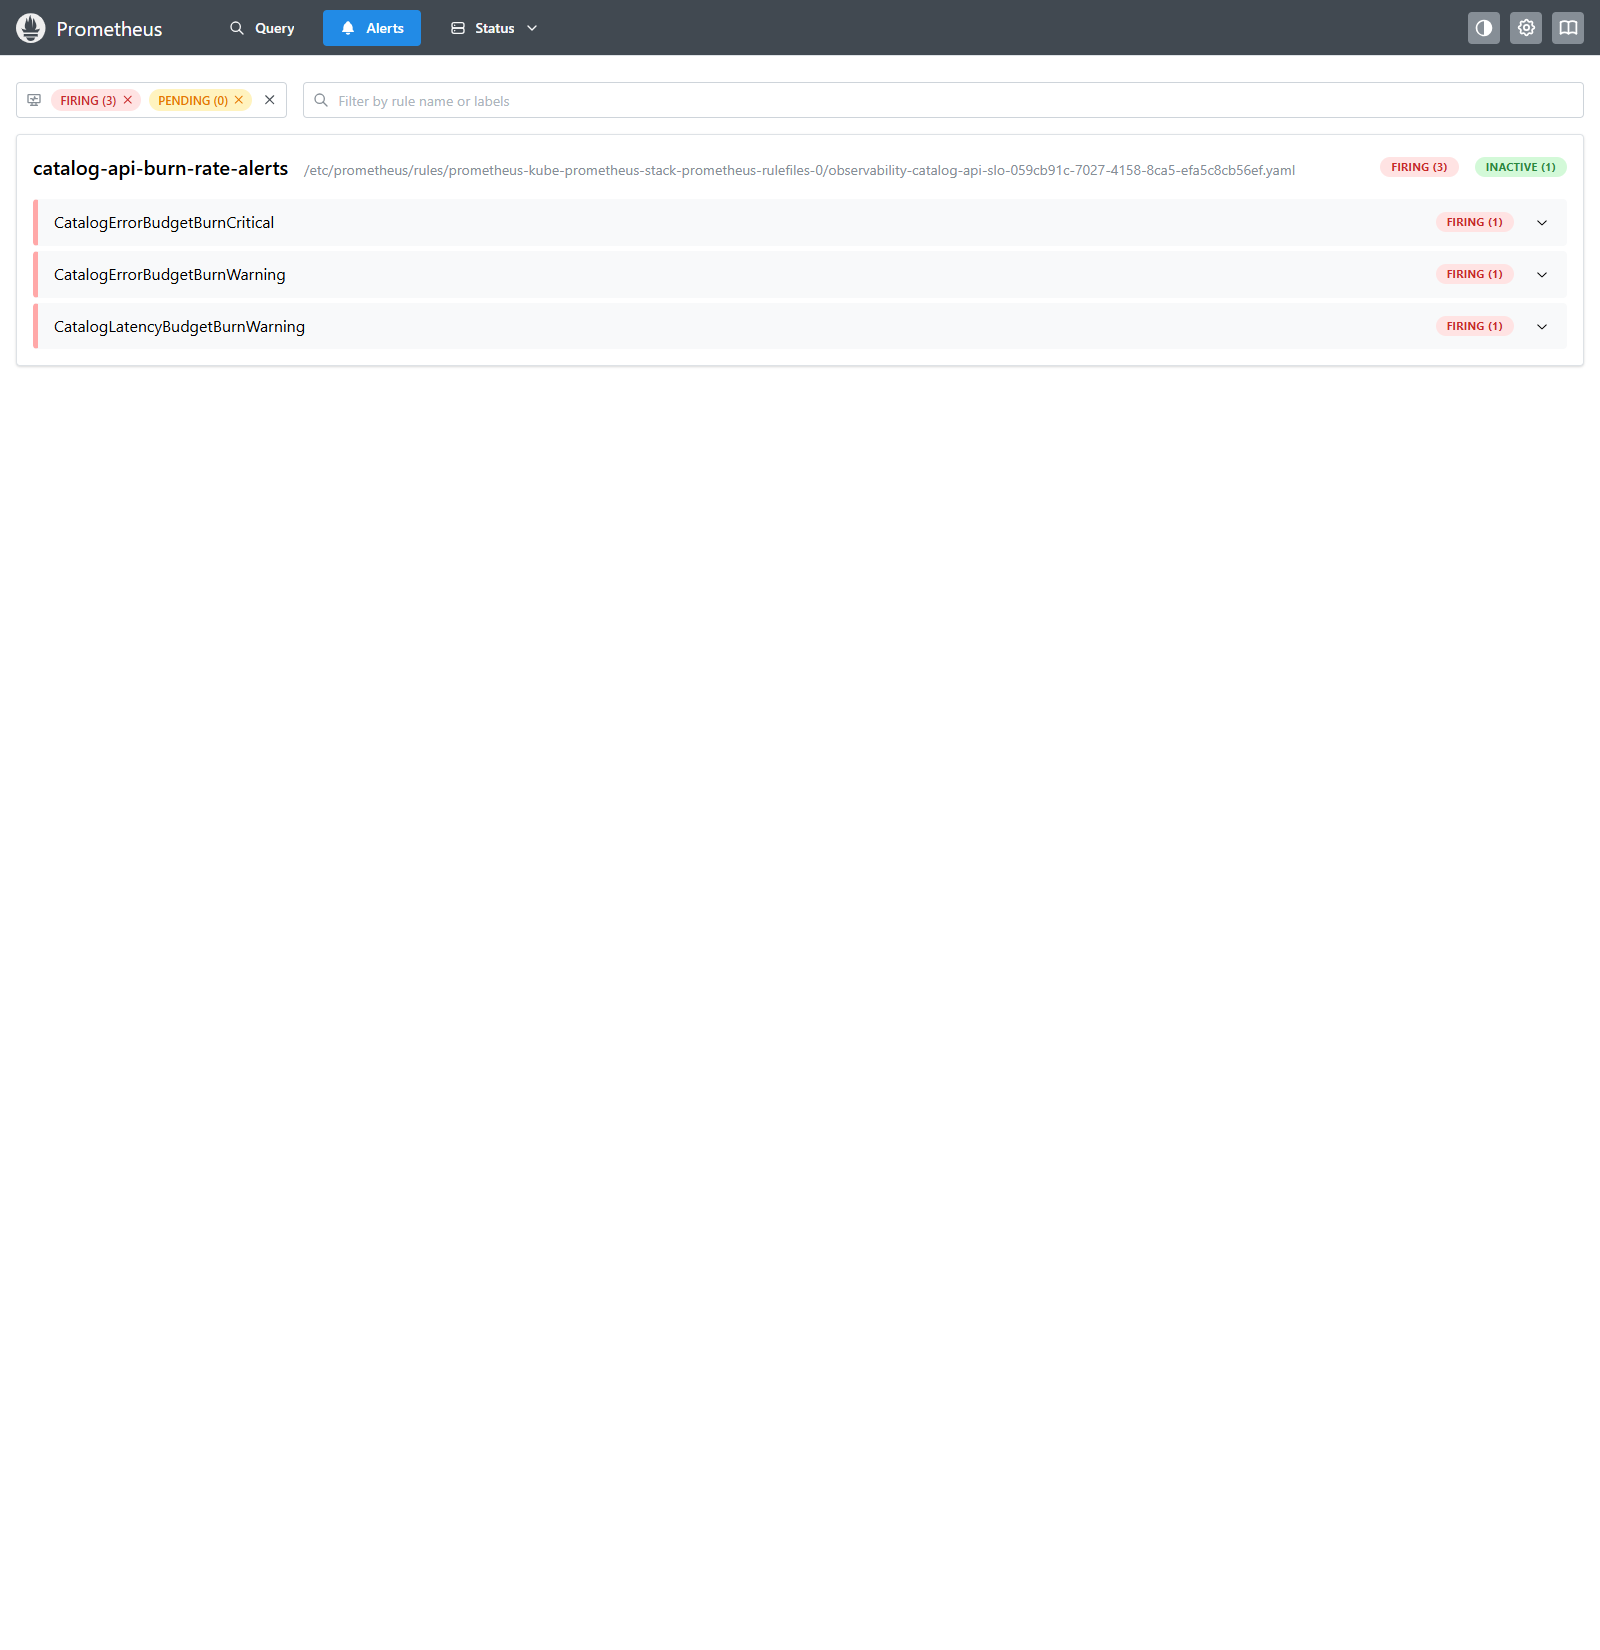 Prometheus Query Alerts Status
FIRING (3) PENDING (0) Filter by rule name or labels
catalog-api-burn-rate-alerts /etc/prometheus/rules/prometheus-kube-prometheus-stack-prometheus-rulefiles-0/observability-catalog-api-slo-059cb91c-7027-4158-8ca5-efa5c8cb56ef.yaml FIRING (3) INACTIVE (1)
CatalogErrorBudgetBurnCritical FIRING (1)
CatalogErrorBudgetBurnWarning FIRING (1)
CatalogLatencyBudgetBurnWarning FIRING (1)